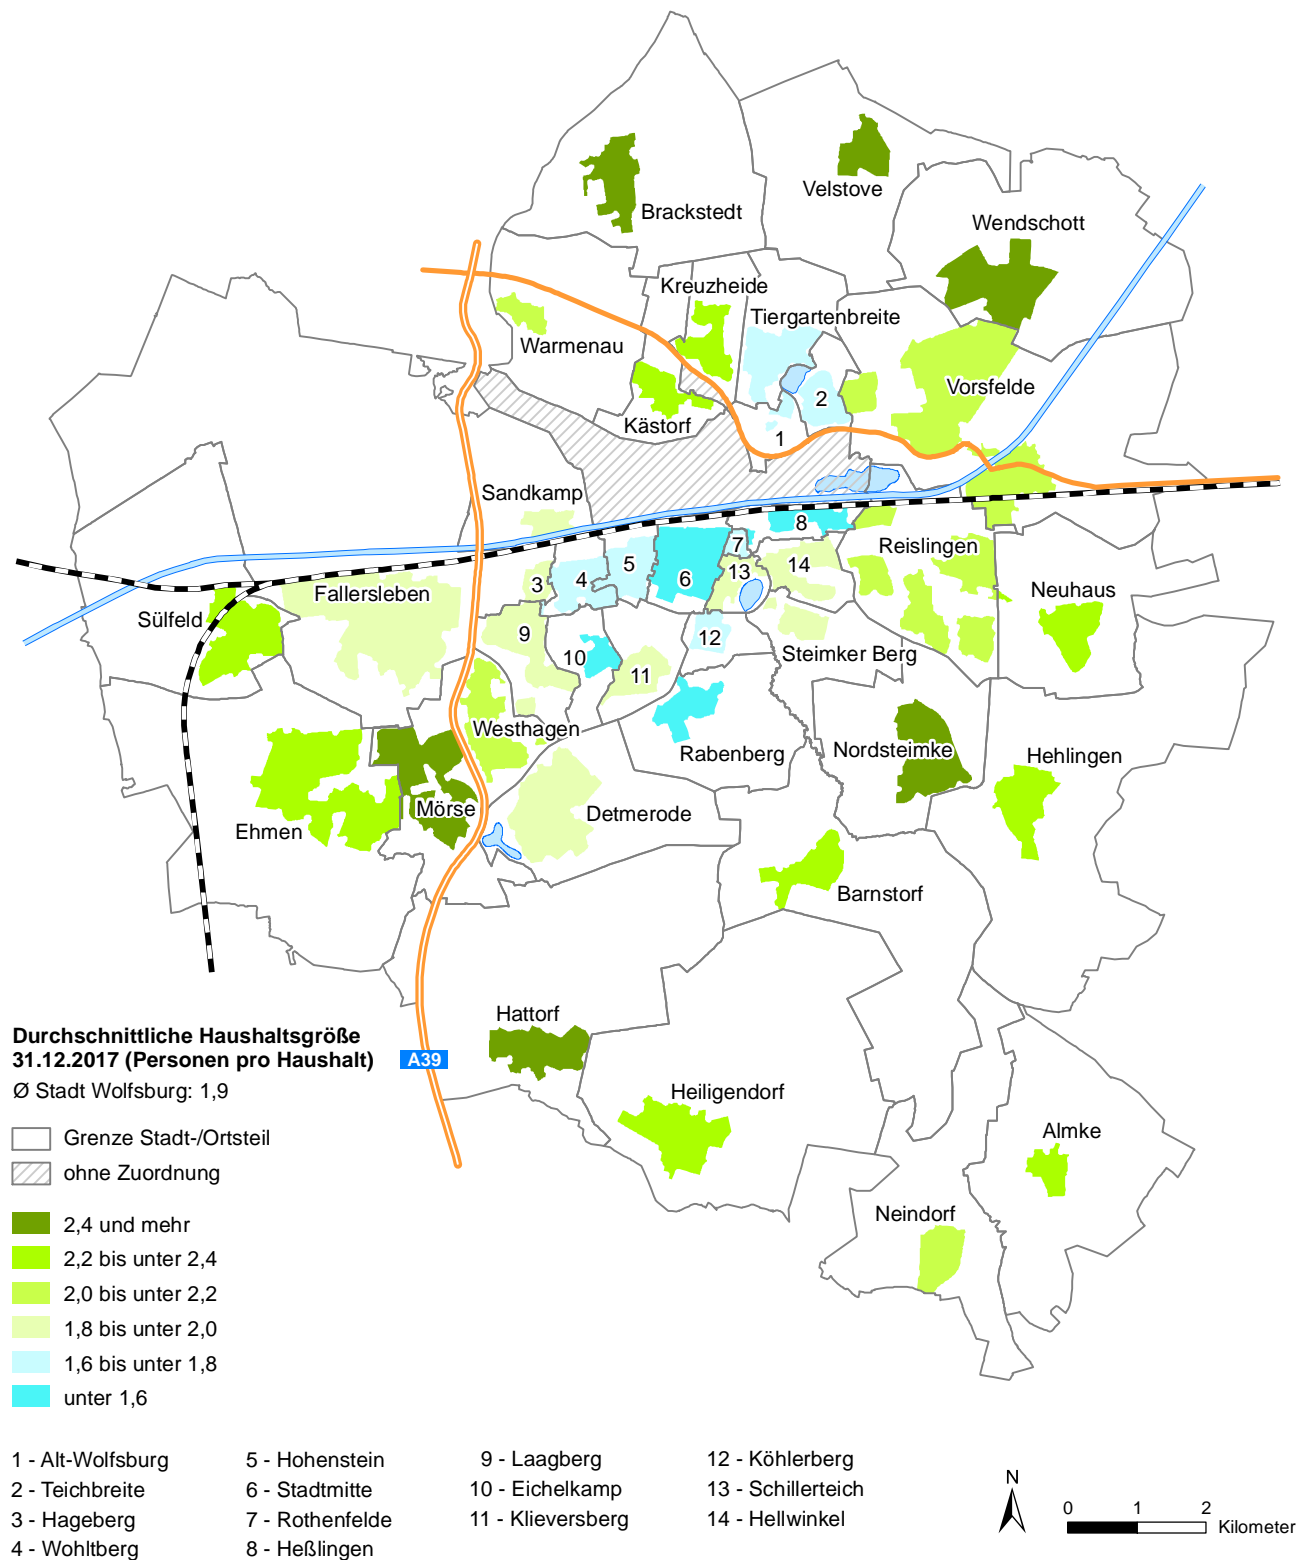 Velstove
Brackstedt
Wendschott
Kreuzheide
Tiergartenbreite
Warmenau
Vorsfelde
2
Kästorf
1
Sandkamp
8
7
Reislingen
5
14
13
4
6
3
Fallersleben
Neuhaus
Sülfeld
9
12
10
Steimker Berg
11
Westhagen
Rabenberg
Nordsteimke
Hehlingen
Mörse
Detmerode
Ehmen
Barnstorf
Hattorf
A39
Heiligendorf
Almke
Neindorf
Durchschnittliche Haushaltsgröße
31.12.2017 (Personen pro Haushalt)
Ø Stadt Wolfsburg: 1,9
Grenze Stadt-/Ortsteil
ohne Zuordnung
2,4 und mehr
2,2 bis unter 2,4
2,0 bis unter 2,2
1,8 bis unter 2,0
1,6 bis unter 1,8
unter 1,6
1 - Alt-Wolfsburg
2 - Teichbreite
3 - Hageberg
4 - Wohltberg
5 - Hohenstein
6 - Stadtmitte
7 - Rothenfelde
8 - Heßlingen
9 - Laagberg
10 - Eichelkamp
11 - Klieversberg
12 - Köhlerberg
13 - Schillerteich
14 - Hellwinkel
N
0 1 2
Kilometer